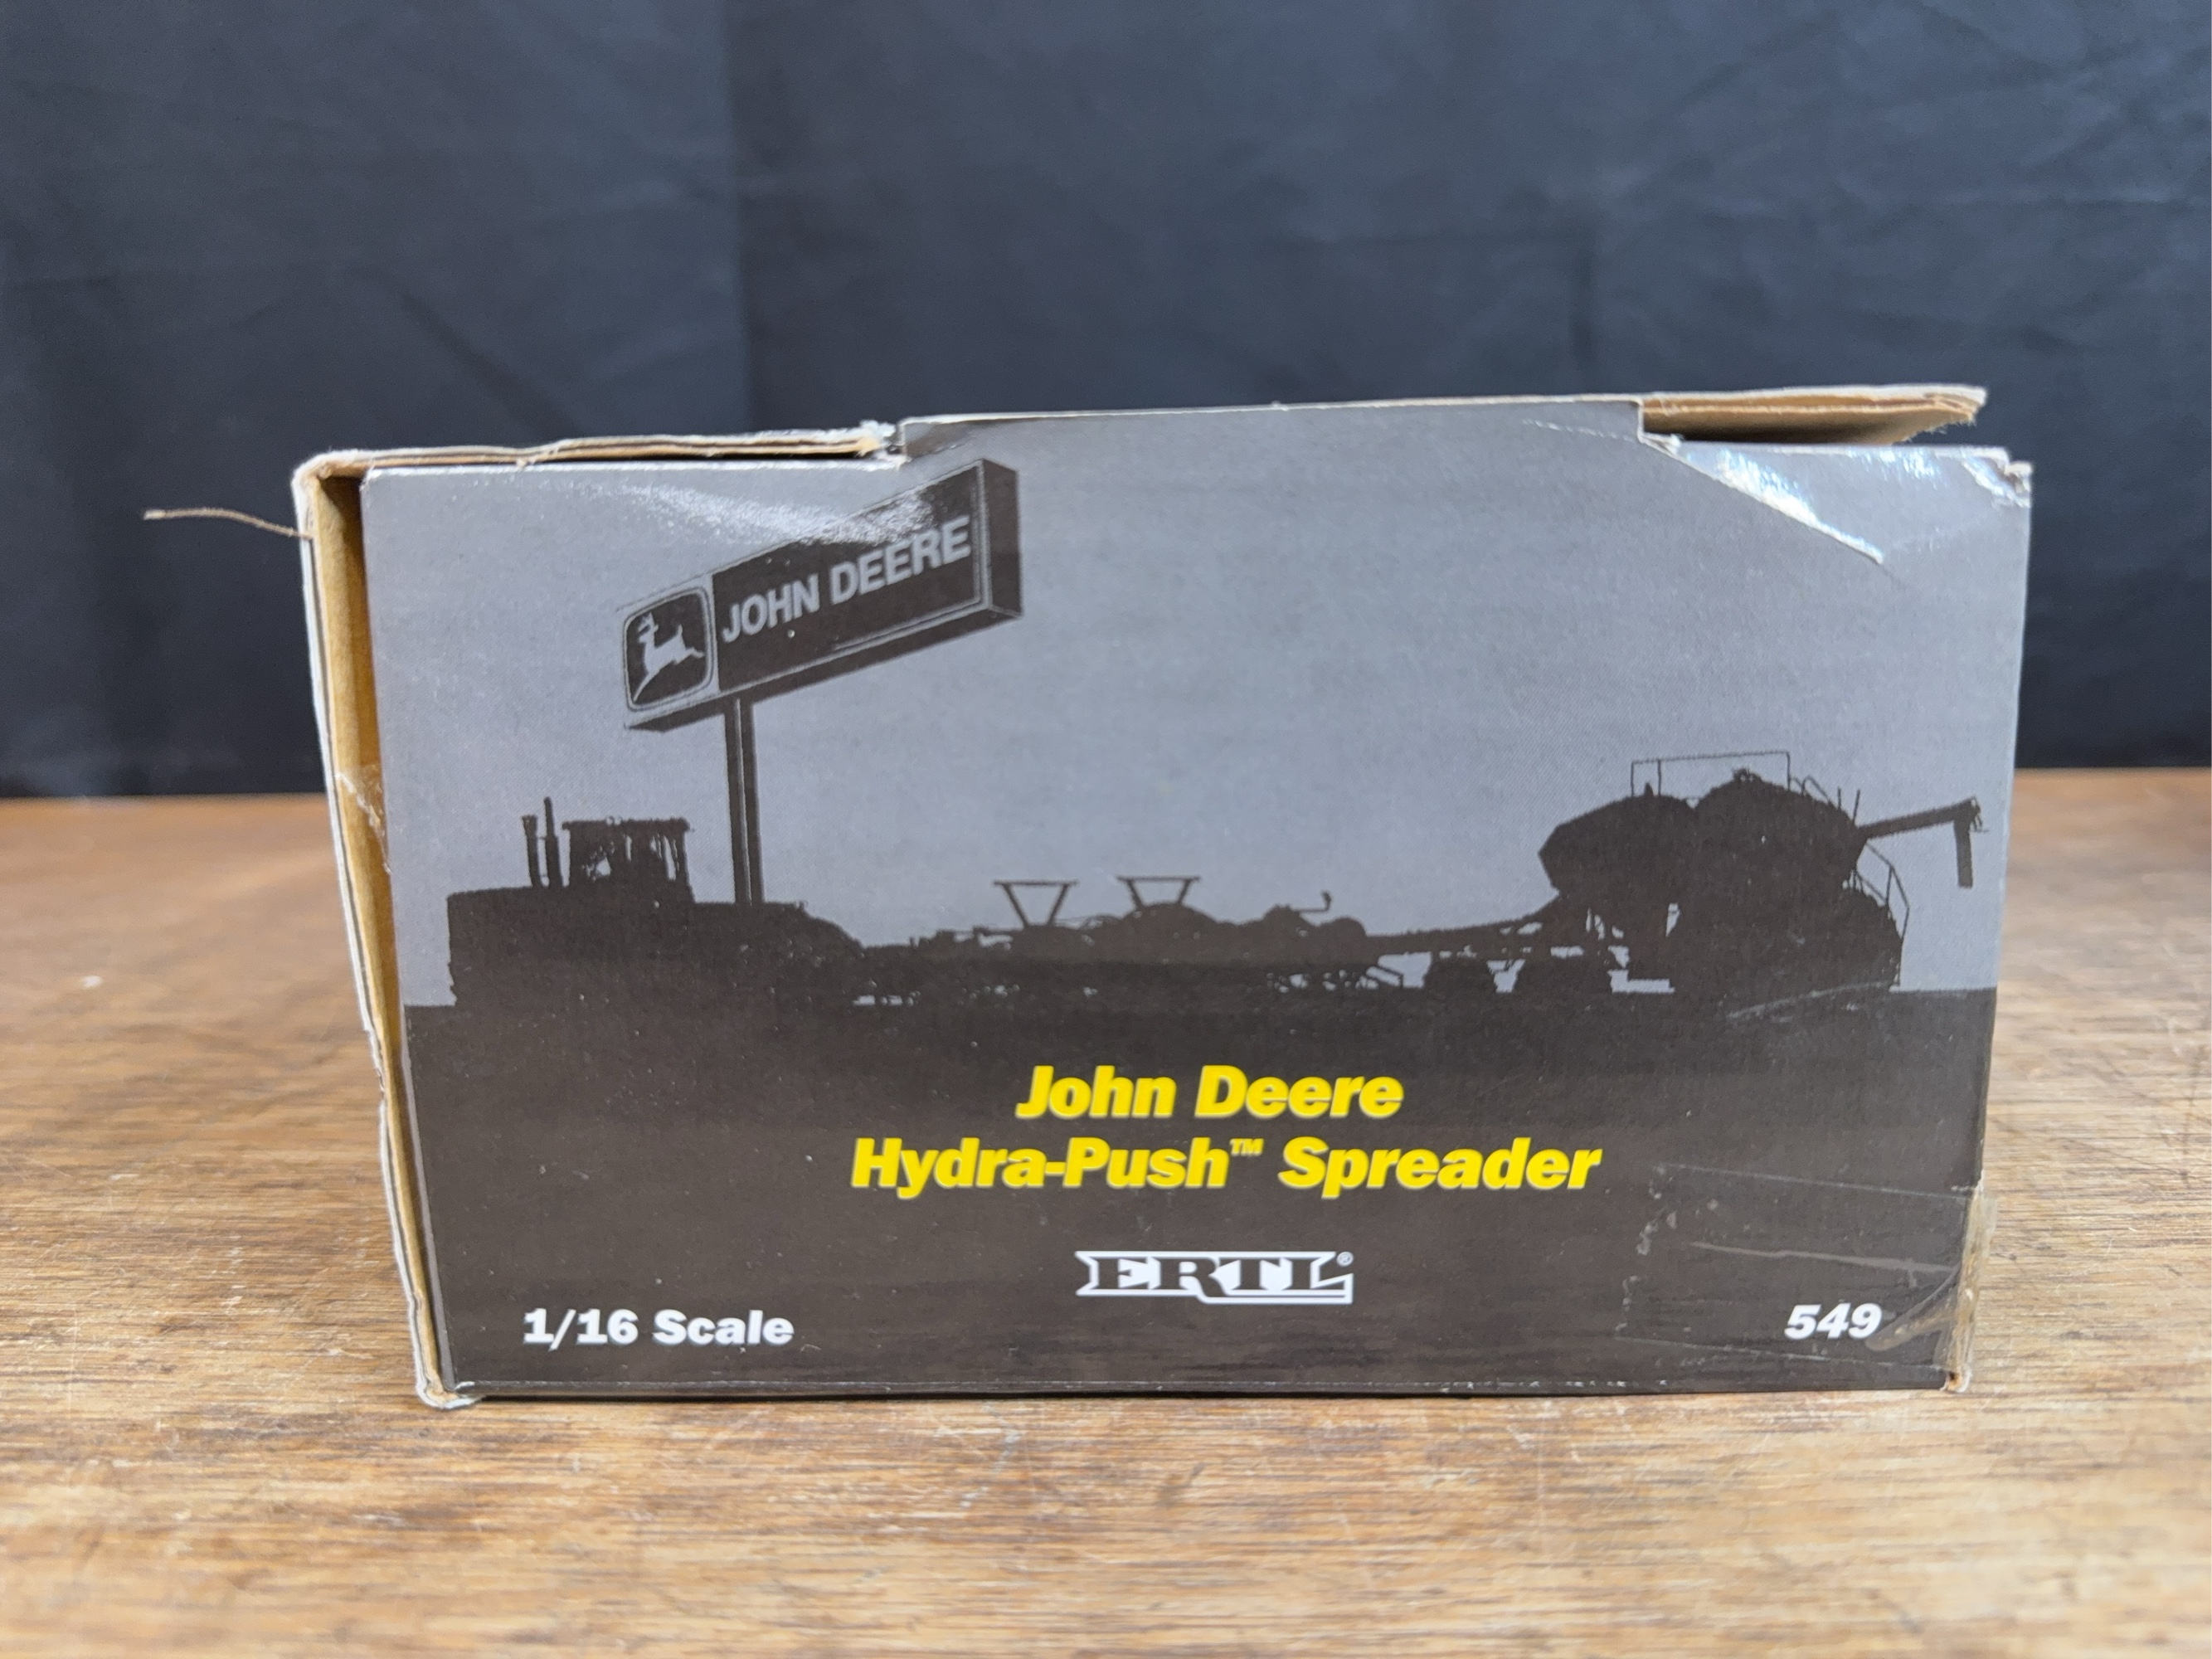 JOHN DEERE
John Deere
Hydra-Push™ Spreader
ERTL®
1/16 Scale
549